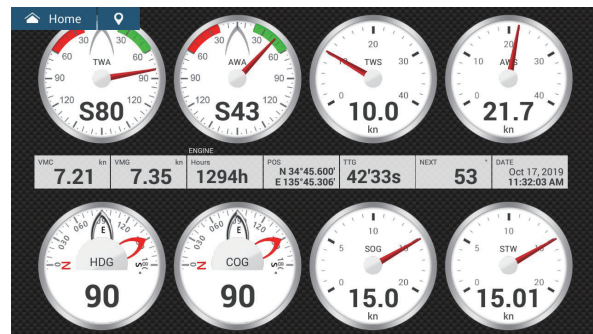 Home
30 30
60 60
TWA
90 90
120 120
S80
30 30
60 60
AWA
90 90
120 120
S43
20
10 30
TWS
0 40
10.0
kn
20
10 30
AWS
0 40
21.7
kn
ENGINE
VMC kn
7.21
VMG kn
7.35
Hours
1294h
POS
N 34°45.600'
E 135°45.306'
TTG
42'33s
NEXT °
53
DATE
Oct 17, 2019
11:32:03 AM
030 060 E 120 S
N
HDG
90
030 060 E 120 S
N
COG
90
10
5 15
SOG
0 20
15.0
kn
10
5 15
STW
0 20
15.01
kn